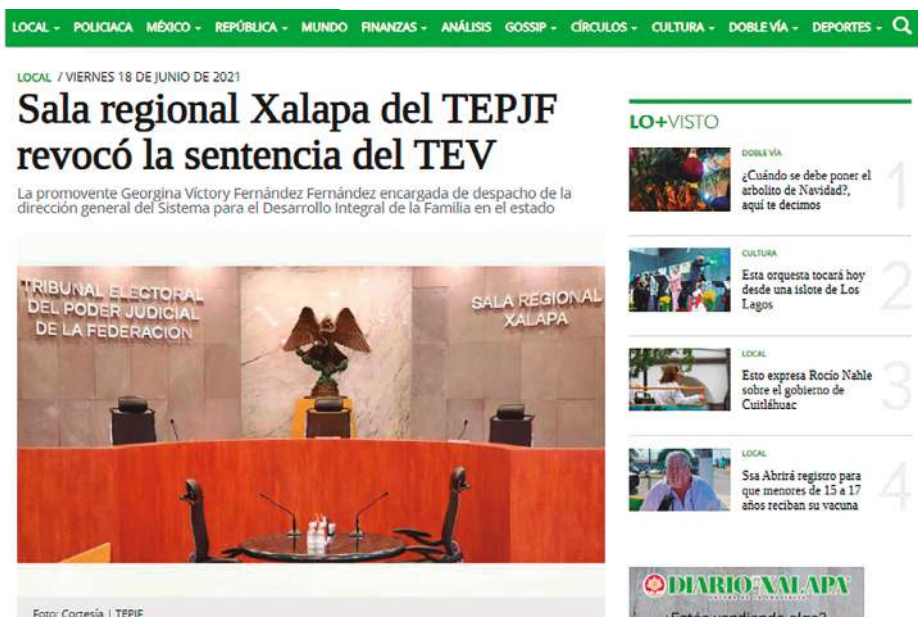 LOCAL POLICIACA MÉXICO REPÚBLICA MUNDO FINANZAS ANÁLISIS GOSSIP CÍRCULOS CULTURA DOBLE VÍA DEPORTES
LOCAL / VIERNES 18 DE JUNIO DE 2021
Sala regional Xalapa del TEPJF
revocó la sentencia del TEV
La promovente Georgina Víctory Fernández Fernández encargada de despacho de la
dirección general del Sistema para el Desarrollo Integral de la Familia en el estado
TRIBUNAL ELECTORAL
DEL PODER JUDICIAL
DE LA FEDERACIÓN
SALA REGIONAL
XALAPA
Foto: Cortesía | TEPJF
LO+VISTO
DOBLE VÍA
¿Cuándo se debe poner el
arbolito de Navidad?,
aquí te decimos
1
CULTURA
Esta orquesta tocará hoy
desde una islote de Los
Lagos
2
LOCAL
Esto expresa Rocío Nahle
sobre el gobierno de
Cuitláhuac
3
LOCAL
Ssa Abrirá registro para
que menores de 15 a 17
años reciban su vacuna
4
DIARIO DE XALAPA
¿Estás vendiendo algo?